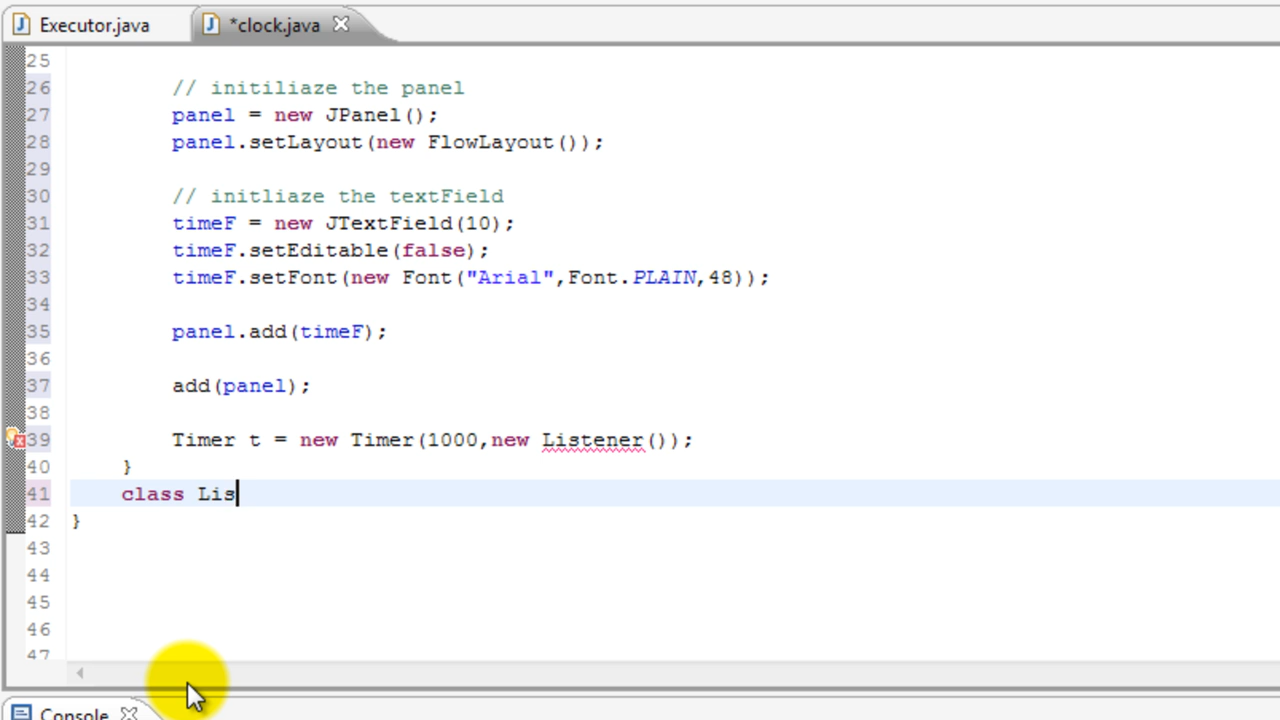 Executor.java
*clock.java
25
26 // initiliaze the panel
27 panel = new JPanel();
28 panel.setLayout(new FlowLayout());
29
30 // initliaze the textField
31 timeF = new JTextField(10);
32 timeF.setEditable(false);
33 timeF.setFont(new Font("Arial",Font.PLAIN,48));
34
35 panel.add(timeF);
36
37 add(panel);
38
39 Timer t = new Timer(1000,new Listener());
40 }
41 class Lis
42 }
43
44
45
46
47
Console